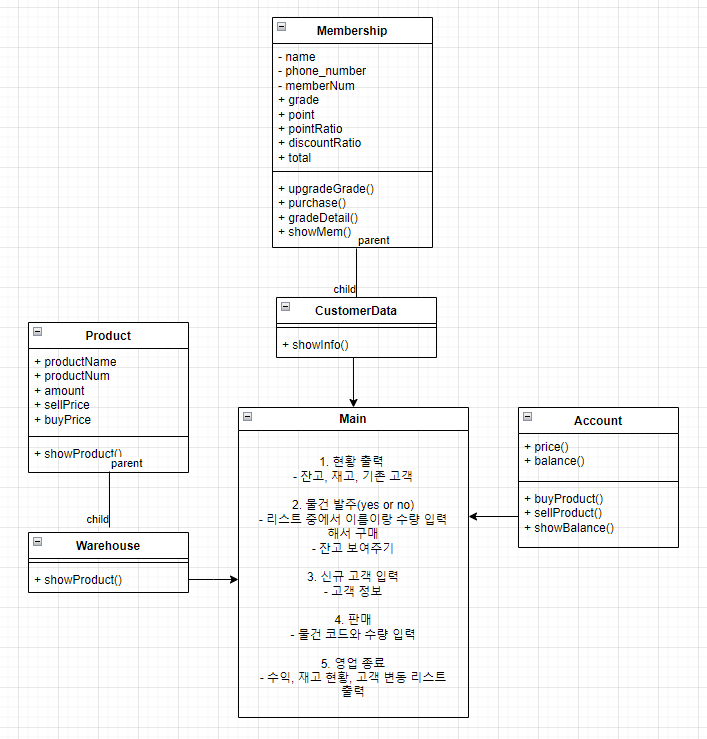 Membership
- name
- phone_number
- memberNum
+ grade
+ point
+ pointRatio
+ discountRatio
+ total
+ upgradeGrade()
+ purchase()
+ gradeDetail()
+ showMem()
parent
child
CustomerData
+ showInfo()
Product
+ productName
+ productNum
+ amount
+ sellPrice
+ buyPrice
+ showProduct()
parent
child
Warehouse
+ showProduct()
Main
1. 현황 출력
- 잔고, 재고, 기존 고객
2. 물건 발주(yes or no)
- 리스트 중에서 이름이랑 수량 입력
해서 구매
- 잔고 보여주기
3. 신규 고객 입력
- 고객 정보
4. 판매
- 물건 코드와 수량 입력
5. 영업 종료
- 수익, 재고 현황, 고객 변동 리스트
출력
Account
+ price()
+ balance()
+ buyProduct()
+ sellProduct()
+ showBalance()